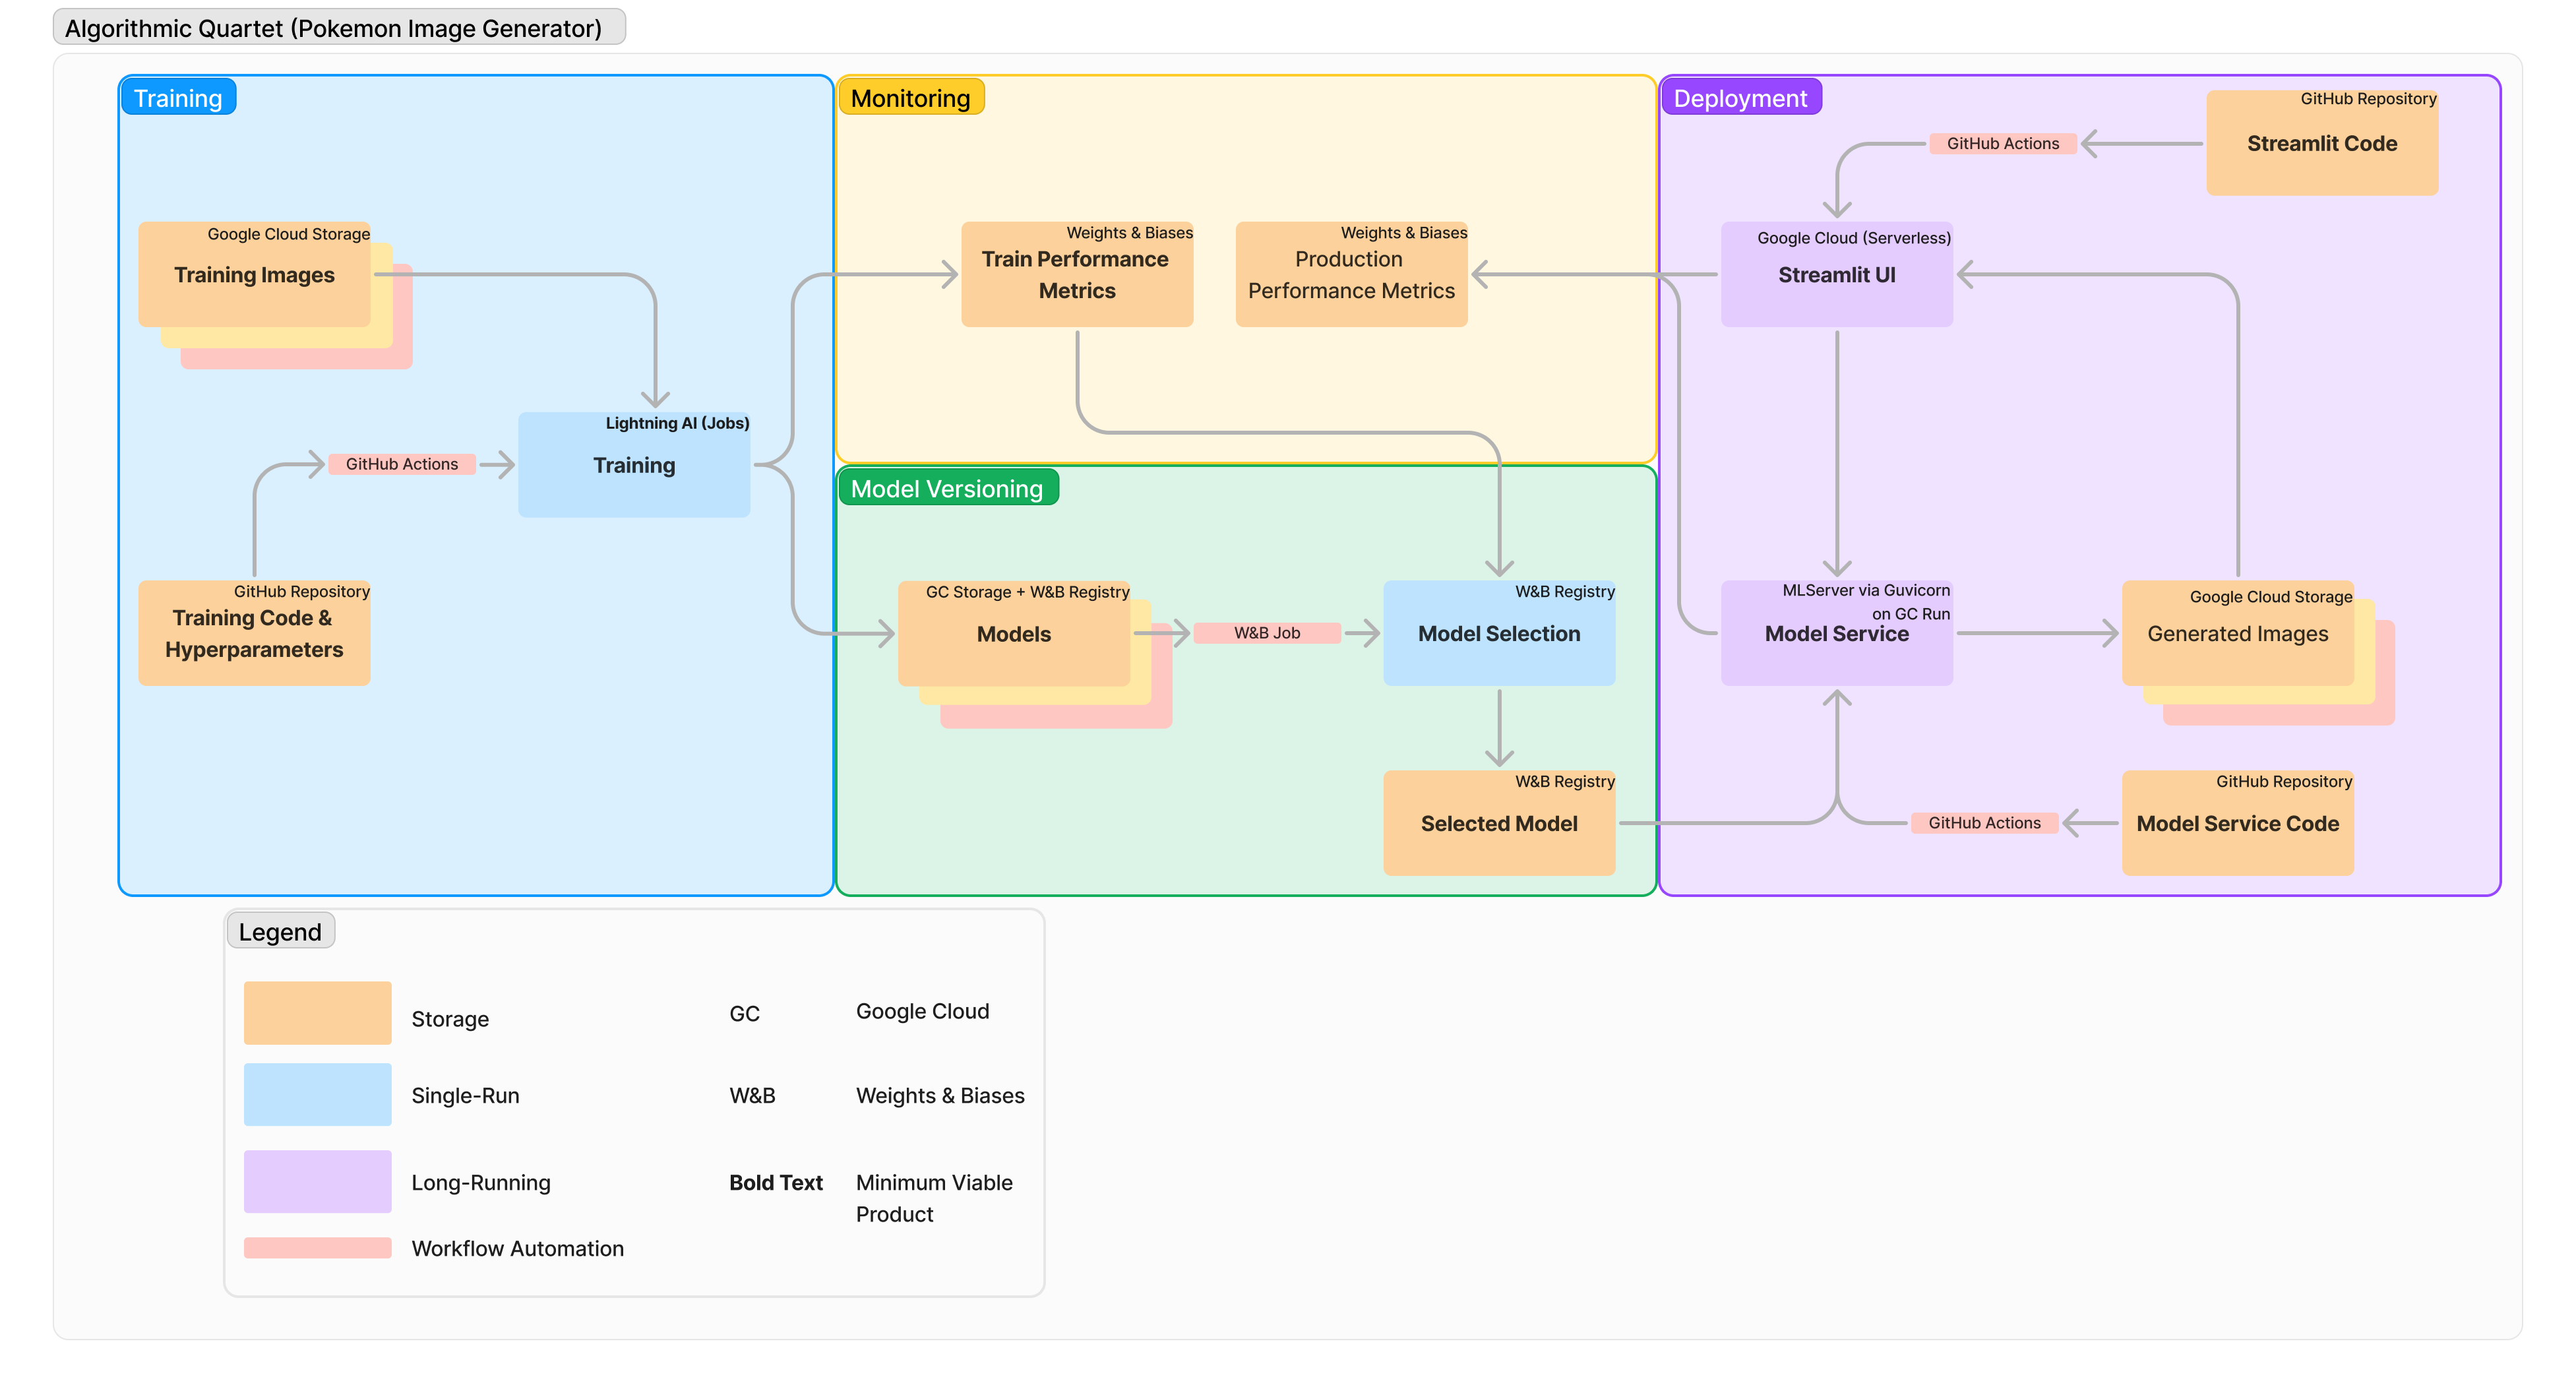 Algorithmic Quartet (Pokemon Image Generator)
Training
Google Cloud Storage
Training Images
Lightning AI (Jobs)
Training
GitHub Actions
GitHub Repository
Training Code &
Hyperparameters
Monitoring
Weights & Biases
Train Performance
Metrics
Weights & Biases
Production
Performance Metrics
Model Versioning
GC Storage + W&B Registry
Models
W&B Job
W&B Registry
Model Selection
W&B Registry
Selected Model
Deployment
GitHub Repository
Streamlit Code
GitHub Actions
Google Cloud (Serverless)
Streamlit UI
MLServer via Guvicorn
on GC Run
Model Service
Google Cloud Storage
Generated Images
GitHub Actions
GitHub Repository
Model Service Code
Legend
Storage
GC
Google Cloud
Single-Run
W&B
Weights & Biases
Long-Running
Bold Text
Minimum Viable
Product
Workflow Automation